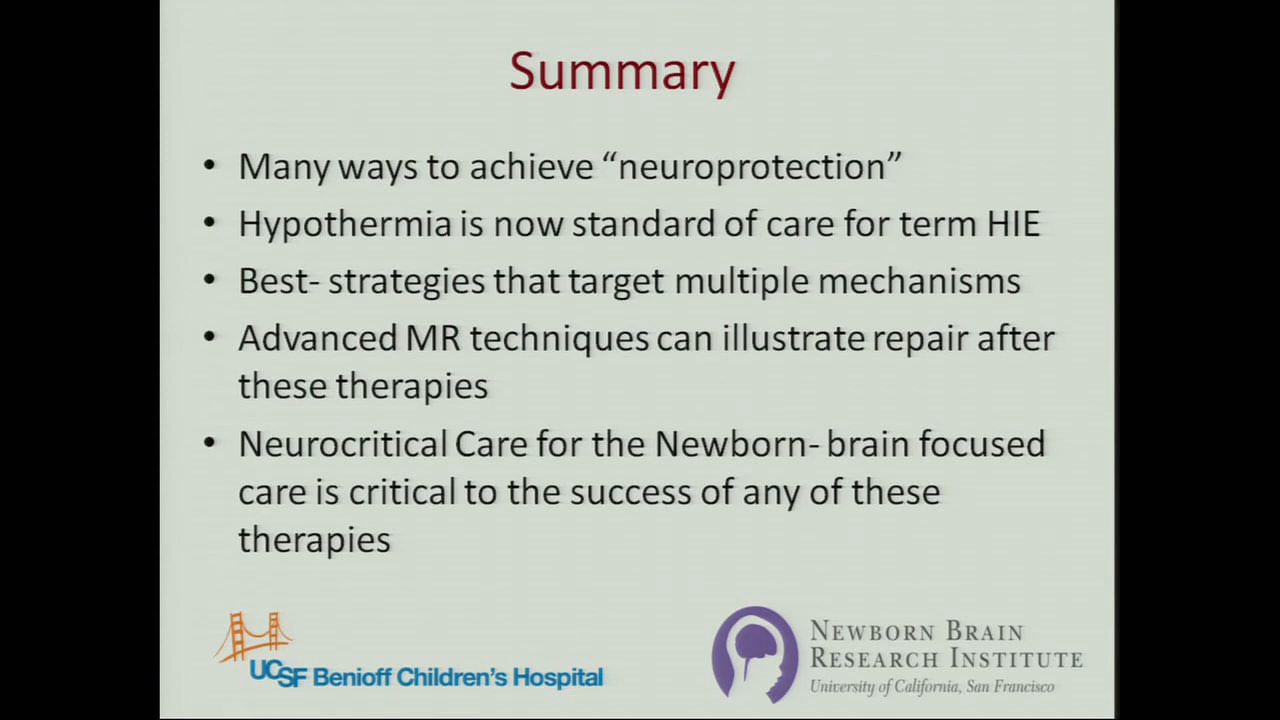 Summary
• Many ways to achieve “neuroprotection”
• Hypothermia is now standard of care for term HIE
• Best- strategies that target multiple mechanisms
• Advanced MR techniques can illustrate repair after
these therapies
• Neurocritical Care for the Newborn- brain focused
care is critical to the success of any of these
therapies
UCSF Benioff Children's Hospital
NEWBORN BRAIN
RESEARCH INSTITUTE
University of California, San Francisco